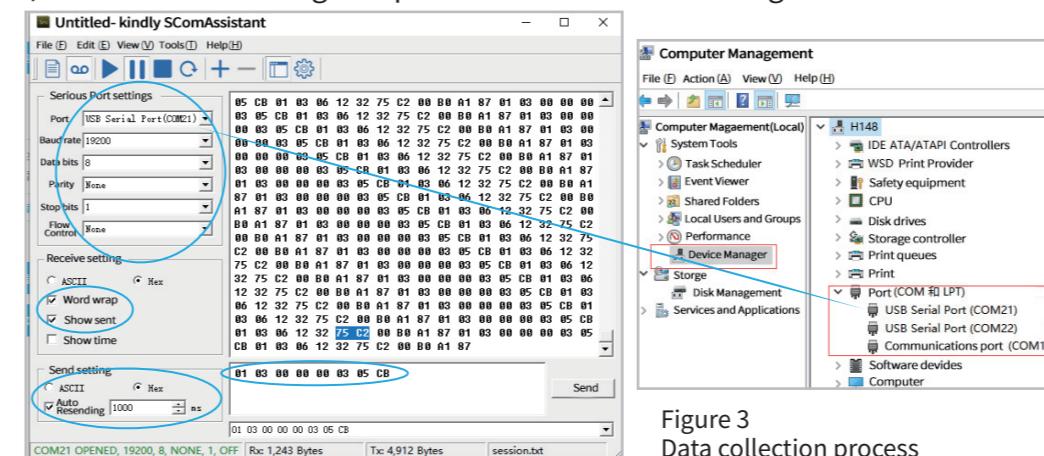 Untitled- kindly SComAssistant
File (F) Edit (E) View (V) Tools(T) Help(H)
Serious Port settings
Port USB Serial Port(COM21)
Baud rate 19200
Data bits 8
Parity None
Stop bits 1
Flow Control None
Receive setting
ASCII Hex
Word wrap
Show sent
Show time
Send setting
ASCII Hex
Auto Resending 1000 ms
05 CB 01 03 06 12 32 75 C2 00 B0 A1 87 01 03 00 00 00
03 05 CB 01 03 06 12 32 75 C2 00 B0 A1 87 01 03 00 00
00 03 05 CB 01 03 06 12 32 75 C2 00 B0 A1 87 01 03 00
00 00 03 05 CB 01 03 06 12 32 75 C2 00 B0 A1 87 01 03
00 00 00 03 05 CB 01 03 06 12 32 75 C2 00 B0 A1 87 01
03 00 00 00 03 05 CB 01 03 06 12 32 75 C2 00 B0 A1 87
01 03 00 00 00 03 05 CB 01 03 06 12 32 75 C2 00 B0 A1
87 01 03 00 00 00 03 05 CB 01 03 06 12 32 75 C2 00 B0
A1 87 01 03 00 00 00 03 05 CB 01 03 06 12 32 75 C2 00
B0 A1 87 01 03 00 00 00 03 05 CB 01 03 06 12 32 75 C2
00 B0 A1 87 01 03 00 00 00 03 05 CB 01 03 06 12 32 75
C2 00 B0 A1 87 01 03 00 00 00 03 05 CB 01 03 06 12 32
75 C2 00 B0 A1 87 01 03 00 00 00 03 05 CB 01 03 06 12
32 75 C2 00 B0 A1 87 01 03 00 00 00 03 05 CB 01 03 06
12 32 75 C2 00 B0 A1 87 01 03 00 00 00 03 05 CB 01 03
06 12 32 75 C2 00 B0 A1 87 01 03 00 00 00 03 05 CB 01
03 06 12 32 75 C2 00 B0 A1 87 01 03 00 00 00 03 05 CB
01 03 06 12 32 75 C2 00 B0 A1 87 01 03 00 00 00 03 05
CB 01 03 06 12 32 75 C2 00 B0 A1 87
01 03 00 00 00 03 05 CB
Send
01 03 00 00 00 03 05 CB
COM21 OPENED, 19200, 8, NONE, 1, OFF Rx: 1,243 Bytes Tx: 4,912 Bytes session.txt
Computer Management
File (F) Action (A) View (V) Help (H)
Computer Magaement(Local)
System Tools
Task Scheduler
Event Viewer
Shared Folders
Local Users and Groups
Performance
Device Manager
Storge
Disk Management
Services and Applications
H148
IDE ATA/ATAPI Controllers
WSD Print Provider
Safety equipment
CPU
Disk drives
Storage controller
Print queues
Print
Port (COM 和 LPT)
USB Serial Port (COM21)
USB Serial Port (COM22)
Communications port (COM1
Software devides
Computer
Figure 3
Data collection process